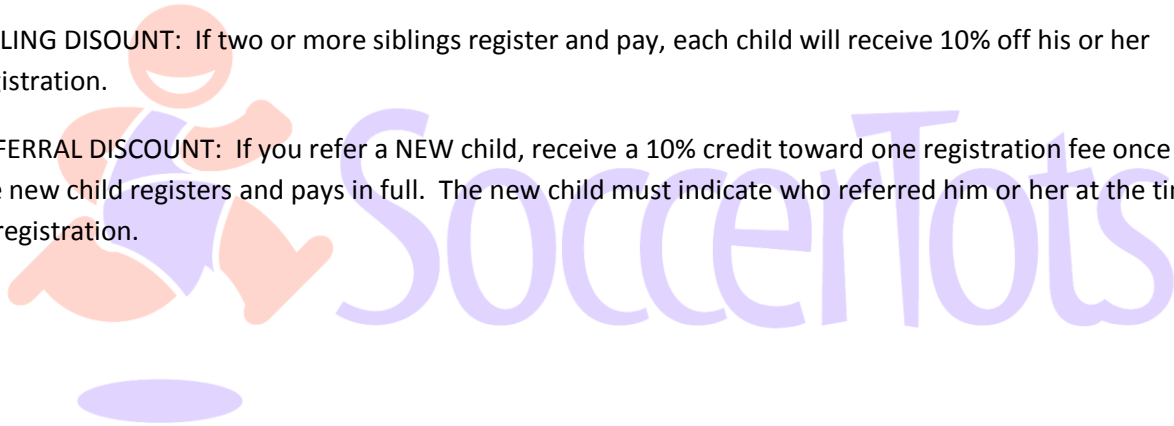 LING DISOUNT: If two or more siblings register and pay, each child will receive 10% off his or her
gistration.
FERRAL DISCOUNT: If you refer a NEW child, receive a 10% credit toward one registration fee once
e new child registers and pays in full. The new child must indicate who referred him or her at the ti
registration.
SoccerTots